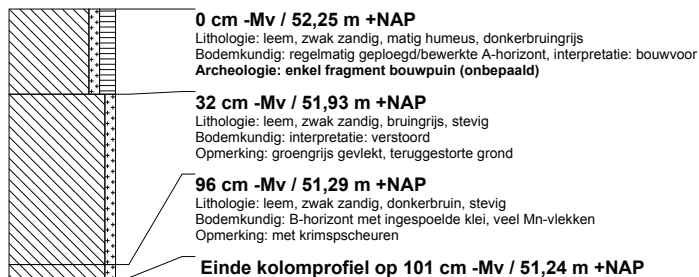 0 cm -Mv / 52,25 m +NAP
Lithologie: leem, zwak zandig, matig humeus, donkerbruingrijs
Bodemkundig: regelmatig geploegd/bewerkte A-horizont, interpretatie: bouwvoor
Archeologie: enkel fragment bouwpuin (onbepaald)
32 cm -Mv / 51,93 m +NAP
Lithologie: leem, zwak zandig, bruingrijs, stevig
Bodemkundig: interpretatie: verstoord
Opmerking: groengrijs gevlekt, teruggestorte grond
96 cm -Mv / 51,29 m +NAP
Lithologie: leem, zwak zandig, donkerbruin, stevig
Bodemkundig: B-horizont met ingespoelde klei, veel Mn-vlekken
Opmerking: met krimpscheuren
Einde kolomprofiel op 101 cm -Mv / 51,24 m +NAP